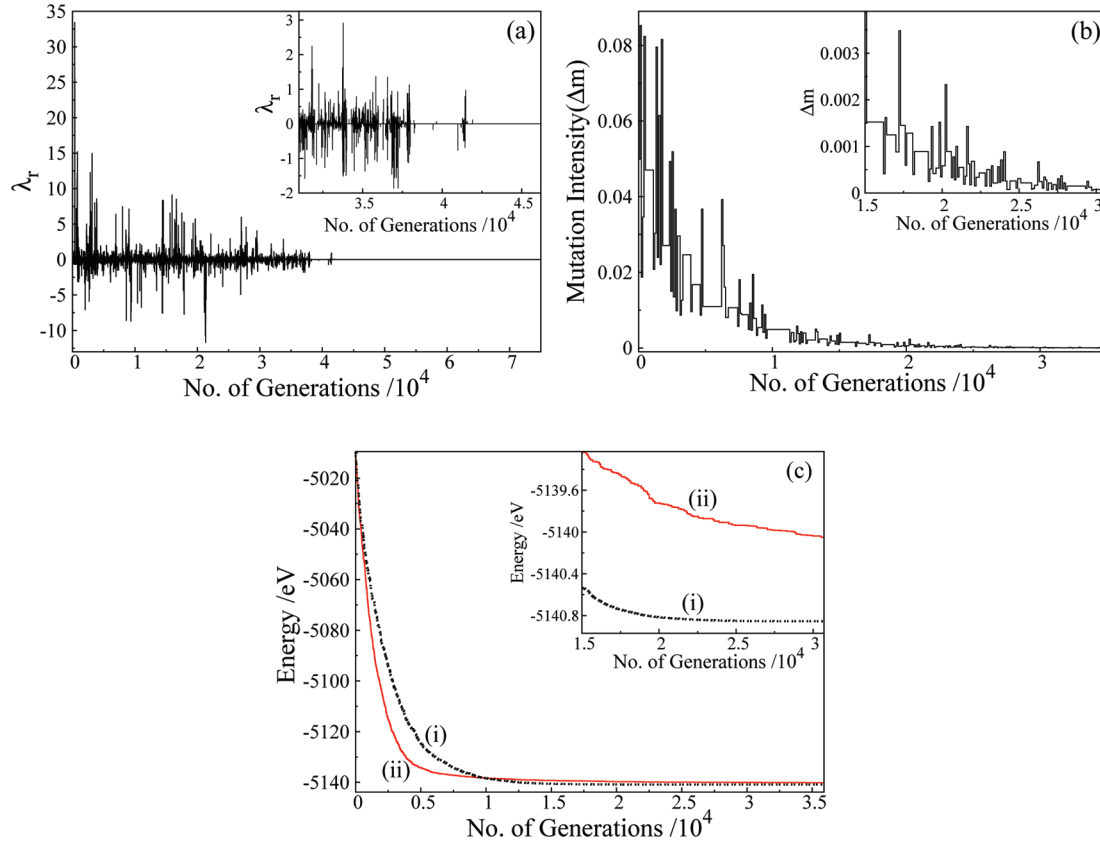 (a)
35
30
25
20
15
10
5
0
-5
-10
λr
0 1 2 3 4 5 6 7
No. of Generations /10^4
3
2
1
0
-1
-2
λr
3.5 4 4.5
No. of Generations /10^4
(b)
0.08
0.06
0.04
0.02
0
Mutation Intensity(Δm)
0 1 2 3
No. of Generations /10^4
0.003
0.002
0.001
0
Δm
1.5 2 2.5 3
No. of Generations /10^4
(c)
-5020
-5040
-5060
-5080
-5100
-5120
-5140
Energy /eV
(i)
(ii)
0 0.5 1 1.5 2 2.5 3 3.5
No. of Generations /10^4
-5139.6
-5140
-5140.4
-5140.8
Energy /eV
(ii)
(i)
1.5 2 2.5 3
No. of Generations /10^4